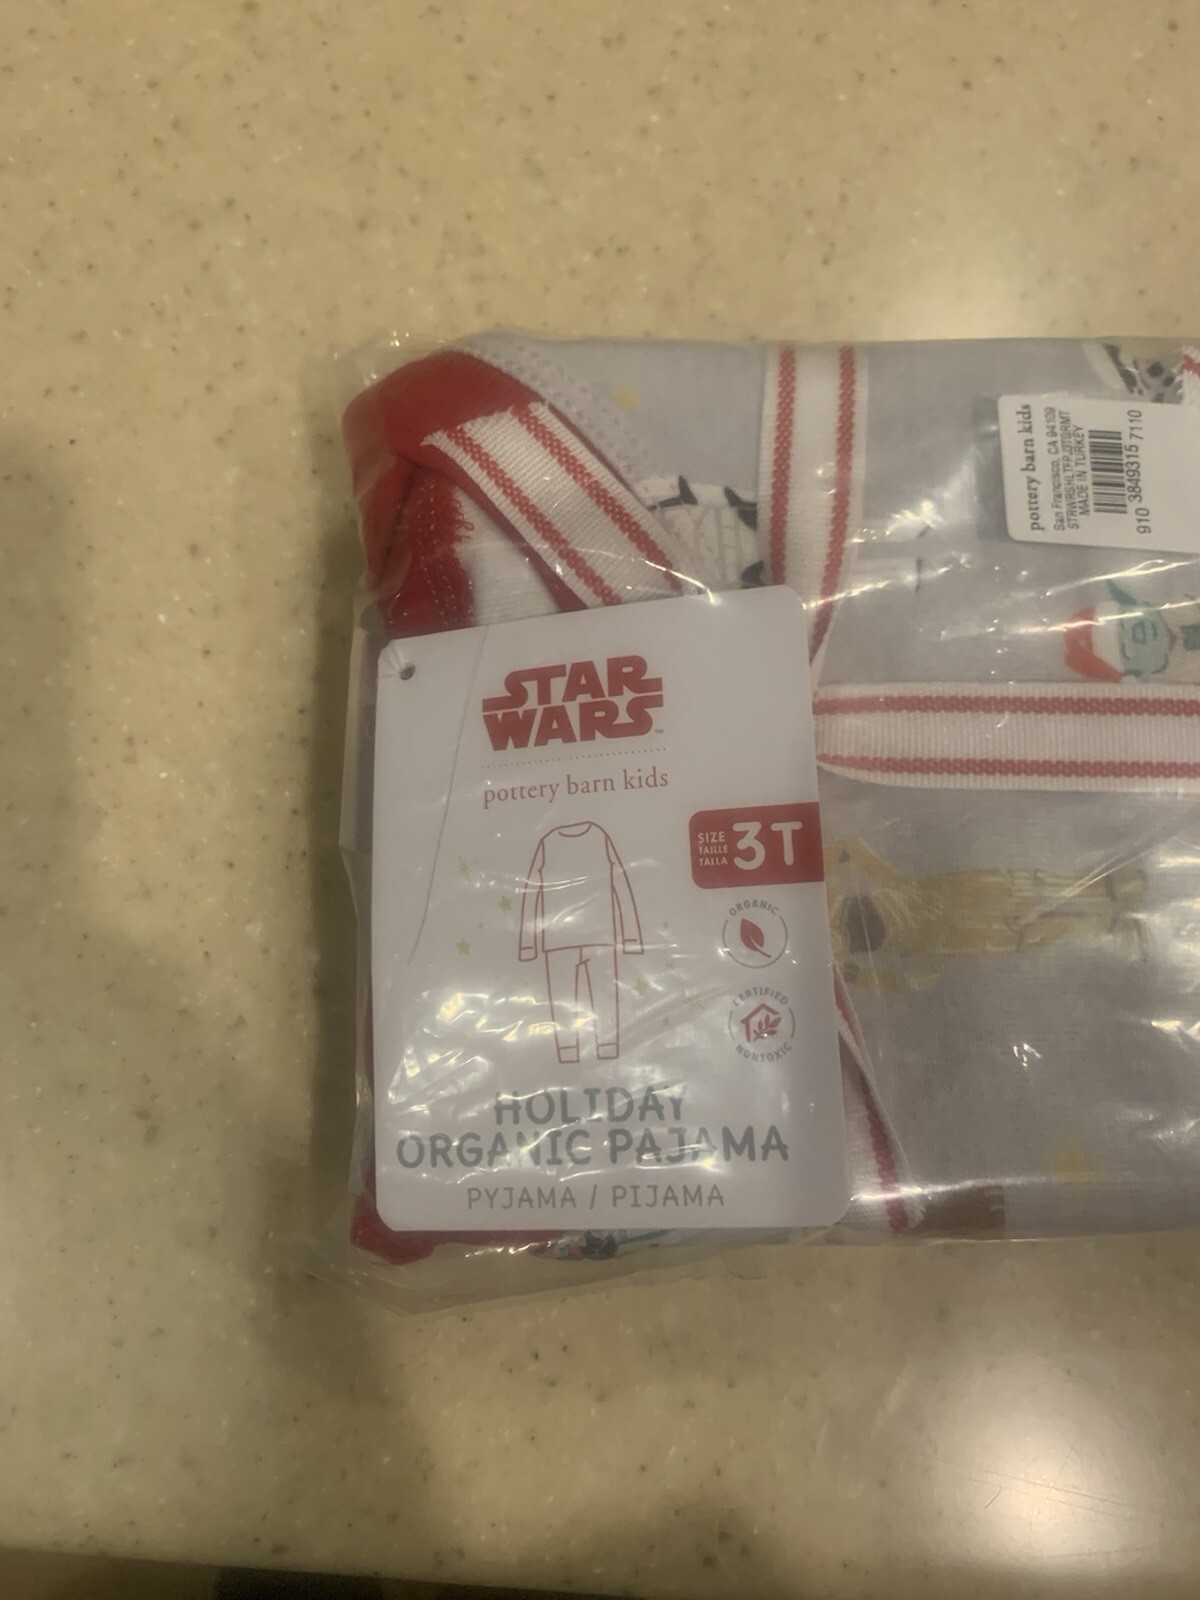 STAR
WARS™
pottery barn kids
SIZE
TAILLE
TALLA
3T
ORGANIC
CERTIFIED
NONTOXIC
HOLIDAY
ORGANIC PAJAMA
PYJAMA / PIJAMA
pottery barn kids
San Francisco, CA 94109
MADE IN TURKEY
910 3849315 7110